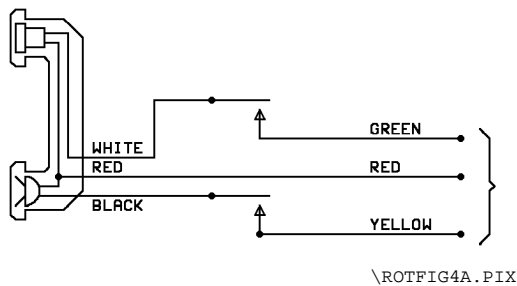 GREEN
WHITE
RED RED
BLACK
YELLOW
\ROTFIG4A.PIX